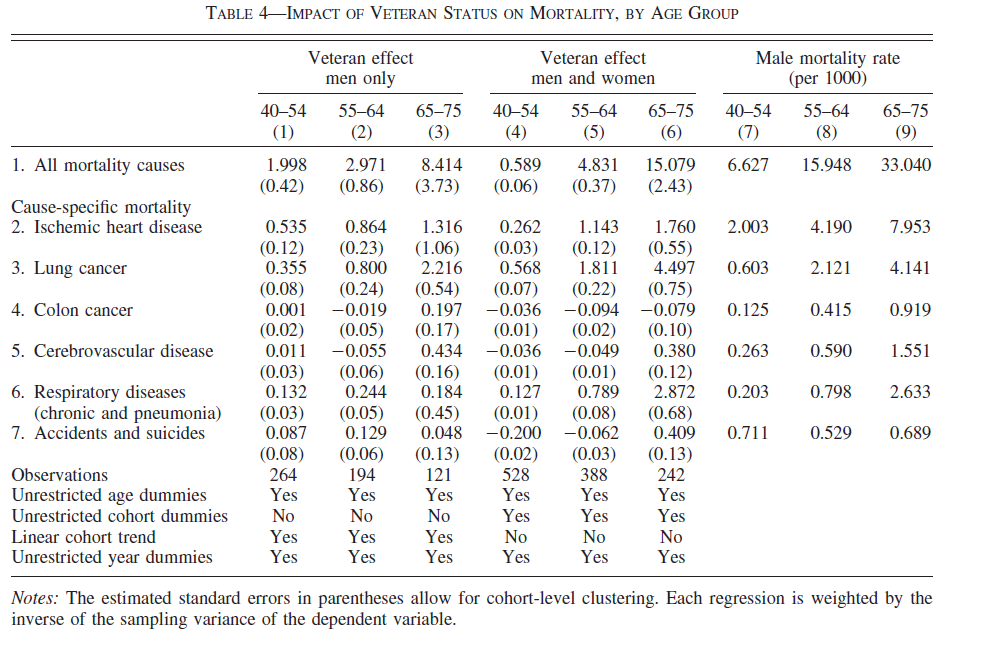 TABLE 4—IMPACT OF VETERAN STATUS ON MORTALITY, BY AGE GROUP
Veteran effect men only Veteran effect men and women Male mortality rate (per 1000)
40–54 55–64 65–75 40–54 55–64 65–75 40–54 55–64 65–75
(1) (2) (3) (4) (5) (6) (7) (8) (9)
1. All mortality causes 1.998 2.971 8.414 0.589 4.831 15.079 6.627 15.948 33.040
(0.42) (0.86) (3.73) (0.06) (0.37) (2.43)
Cause-specific mortality
2. Ischemic heart disease 0.535 0.864 1.316 0.262 1.143 1.760 2.003 4.190 7.953
(0.12) (0.23) (1.06) (0.03) (0.12) (0.55)
3. Lung cancer 0.355 0.800 2.216 0.568 1.811 4.497 0.603 2.121 4.141
(0.08) (0.24) (0.54) (0.07) (0.22) (0.75)
4. Colon cancer 0.001 −0.019 0.197 −0.036 −0.094 −0.079 0.125 0.415 0.919
(0.02) (0.05) (0.17) (0.01) (0.02) (0.10)
5. Cerebrovascular disease 0.011 −0.055 0.434 −0.036 −0.049 0.380 0.263 0.590 1.551
(0.03) (0.06) (0.16) (0.01) (0.01) (0.12)
6. Respiratory diseases 0.132 0.244 0.184 0.127 0.789 2.872 0.203 0.798 2.633
(chronic and pneumonia) (0.03) (0.05) (0.45) (0.01) (0.08) (0.68)
7. Accidents and suicides 0.087 0.129 0.048 −0.200 −0.062 0.409 0.711 0.529 0.689
(0.08) (0.06) (0.13) (0.02) (0.03) (0.13)
Observations 264 194 121 528 388 242
Unrestricted age dummies Yes Yes Yes Yes Yes Yes
Unrestricted cohort dummies No No No Yes Yes Yes
Linear cohort trend Yes Yes Yes No No No
Unrestricted year dummies Yes Yes Yes Yes Yes Yes
Notes: The estimated standard errors in parentheses allow for cohort-level clustering. Each regression is weighted by the
inverse of the sampling variance of the dependent variable.